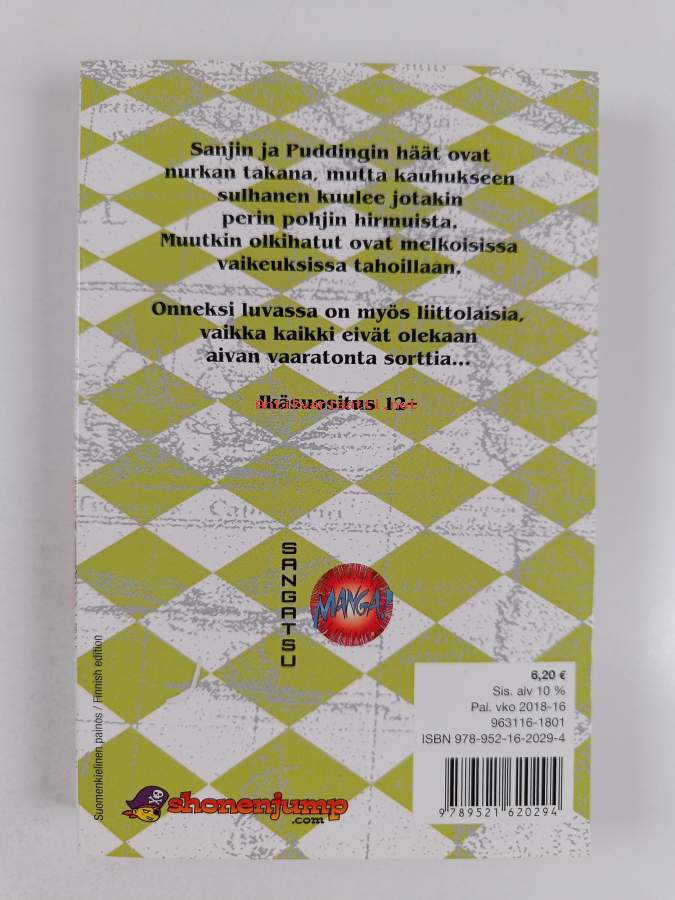 Sanjin ja Puddingin häät ovat
nurkan takana, mutta kauhukseen
sulhanen kuulee jotakin
perin pohjin hirmuista.
Muutkin olkihatut ovat melkoisissa
vaikeuksissa tahoillaan.
Onneksi luvassa on myös liittolaisia,
vaikka kaikki eivät olekaan
aivan vaaratonta sorttia...
Ikäsuositus 12+
SANGATSU
MANGA!
Suomenkielinen painos / Finnish edition
6,20 €
Sis. alv 10 %
Pal. vko 2018-16
963116-1801
ISBN 978-952-16-2029-4
9 789521 620294
shonenjump
.com